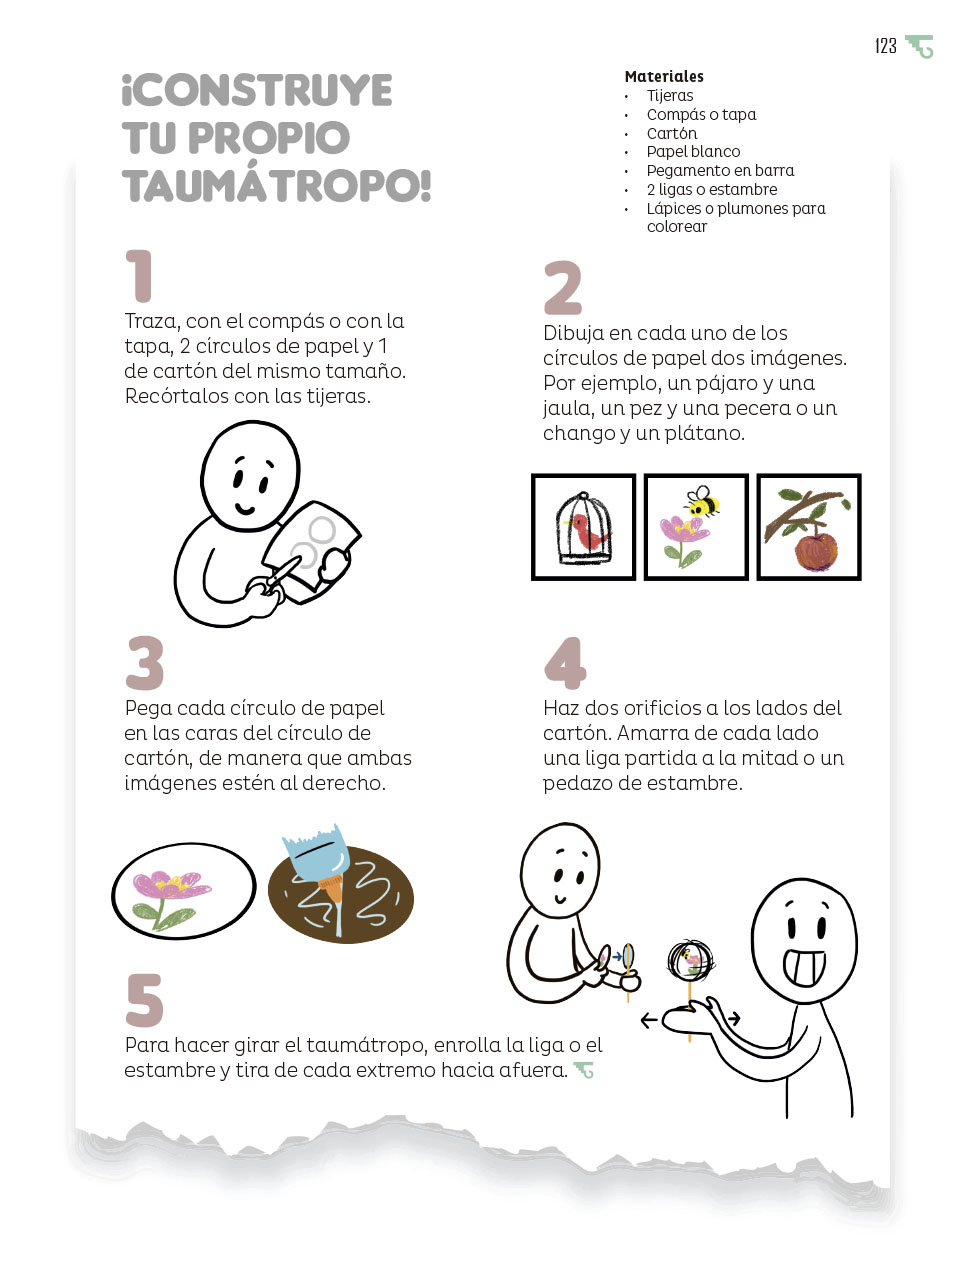 123
¡CONSTRUYE
TU PROPIO
TAUMÁTROPO!
Materiales
• Tijeras
• Compás o tapa
• Cartón
• Papel blanco
• Pegamento en barra
• 2 ligas o estambre
• Lápices o plumones para
colorear
1
Traza, con el compás o con la
tapa, 2 círculos de papel y 1
de cartón del mismo tamaño.
Recórtalos con las tijeras.
2
Dibuja en cada uno de los
círculos de papel dos imágenes.
Por ejemplo, un pájaro y una
jaula, un pez y una pecera o un
chango y un plátano.
3
Pega cada círculo de papel
en las caras del círculo de
cartón, de manera que ambas
imágenes estén al derecho.
4
Haz dos orificios a los lados del
cartón. Amarra de cada lado
una liga partida a la mitad o un
pedazo de estambre.
5
Para hacer girar el taumátropo, enrolla la liga o el
estambre y tira de cada extremo hacia afuera.